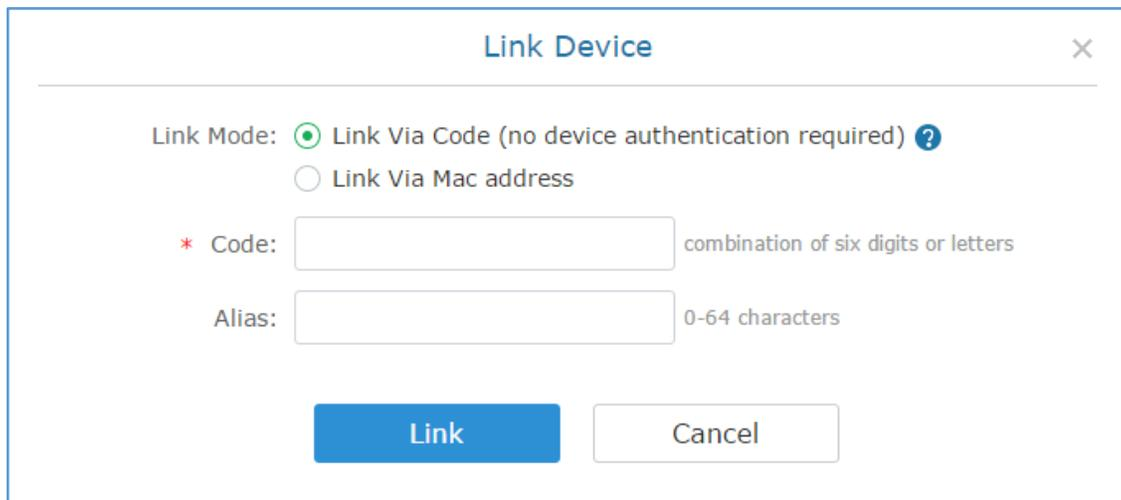 Link Device
Link Mode: Link Via Code (no device authentication required) ?
Link Via Mac address
* Code: combination of six digits or letters
Alias: 0-64 characters
Link Cancel